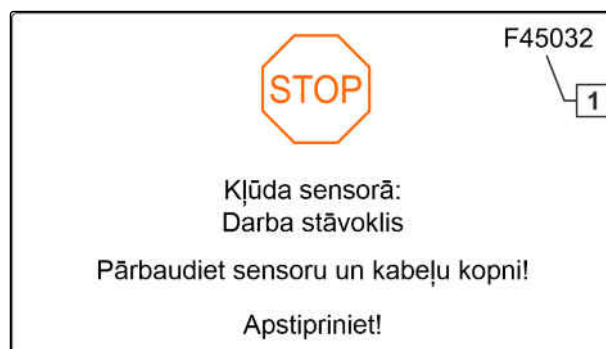 F45032
STOP
1
Kļūda sensorā:
Darba stāvoklis
Pārbaudiet sensoru un kabeļu kopni!
Apstipriniet!